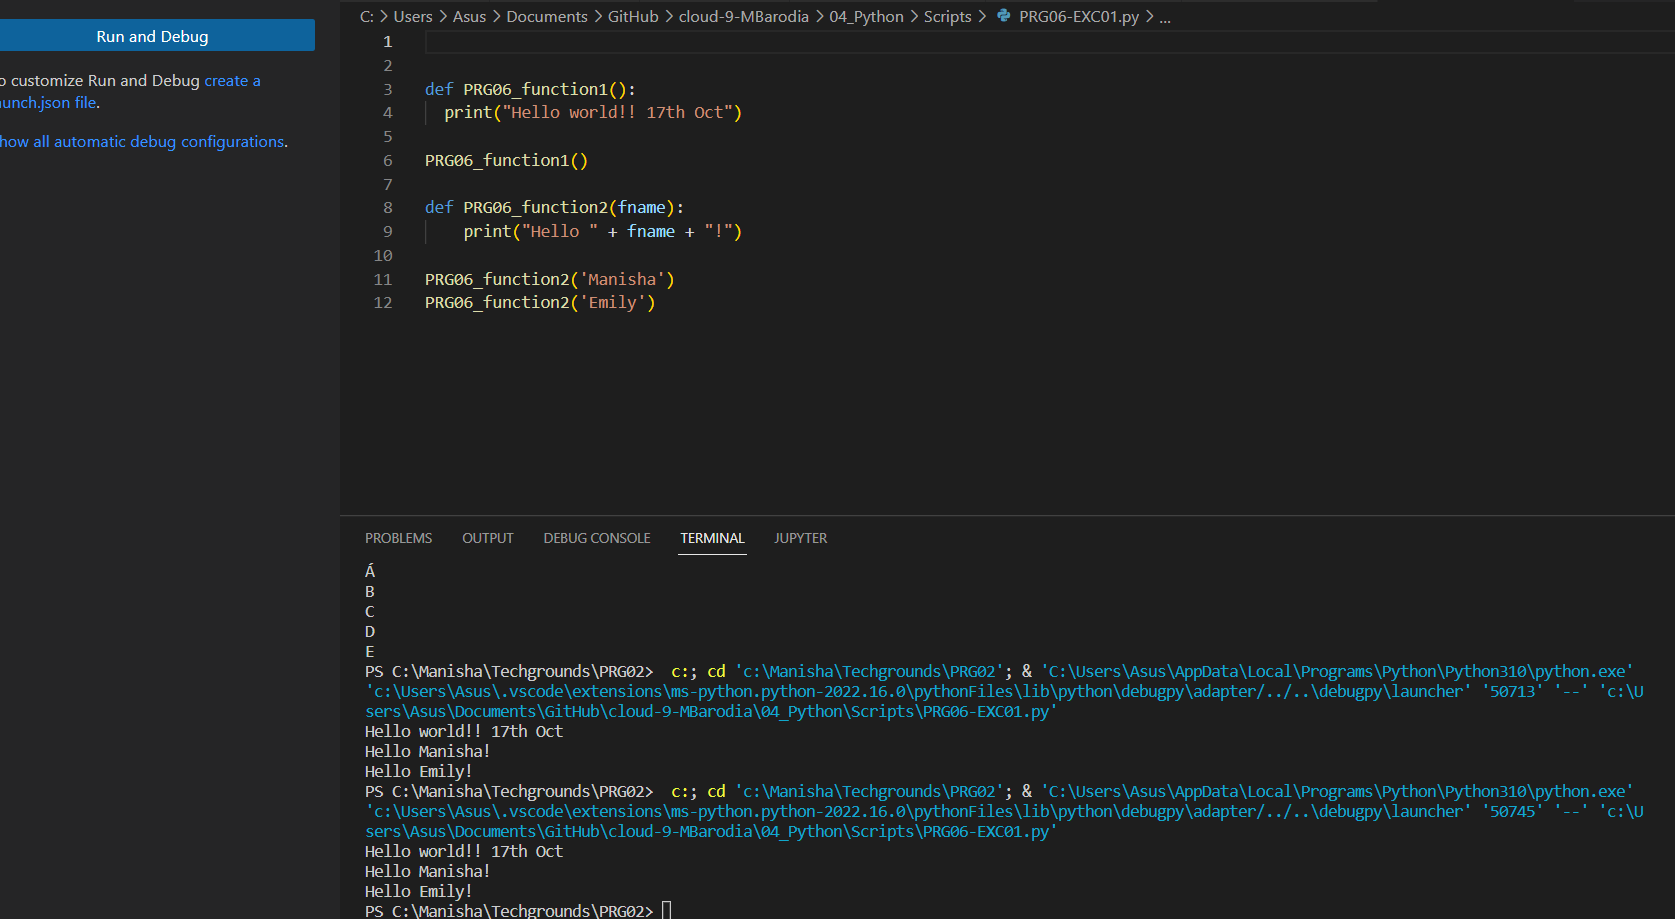 Run and Debug
o customize Run and Debug create a
aunch.json file.
how all automatic debug configurations.
C: > Users > Asus > Documents > GitHub > cloud-9-MBarodia > 04_Python > Scripts > PRG06-EXC01.py > ...
1
2
3 def PRG06_function1():
4   print("Hello world!! 17th Oct")
5
6 PRG06_function1()
7
8 def PRG06_function2(fname):
9     print("Hello " + fname + "!")
10
11 PRG06_function2('Manisha')
12 PRG06_function2('Emily')
PROBLEMS OUTPUT DEBUG CONSOLE TERMINAL JUPYTER
Á
B
C
D
E
PS C:\Manisha\Techgrounds\PRG02>  c:; cd 'c:\Manisha\Techgrounds\PRG02'; & 'C:\Users\Asus\AppData\Local\Programs\Python\Python310\python.exe'
'c:\Users\Asus\.vscode\extensions\ms-python.python-2022.16.0\pythonFiles\lib\python\debugpy\adapter/../..\debugpy\launcher' '50713' '--' 'c:\U
sers\Asus\Documents\GitHub\cloud-9-MBarodia\04_Python\Scripts\PRG06-EXC01.py'
Hello world!! 17th Oct
Hello Manisha!
Hello Emily!
PS C:\Manisha\Techgrounds\PRG02>  c:; cd 'c:\Manisha\Techgrounds\PRG02'; & 'C:\Users\Asus\AppData\Local\Programs\Python\Python310\python.exe'
'c:\Users\Asus\.vscode\extensions\ms-python.python-2022.16.0\pythonFiles\lib\python\debugpy\adapter/../..\debugpy\launcher' '50745' '--' 'c:\U
sers\Asus\Documents\GitHub\cloud-9-MBarodia\04_Python\Scripts\PRG06-EXC01.py'
Hello world!! 17th Oct
Hello Manisha!
Hello Emily!
PS C:\Manisha\Techgrounds\PRG02>